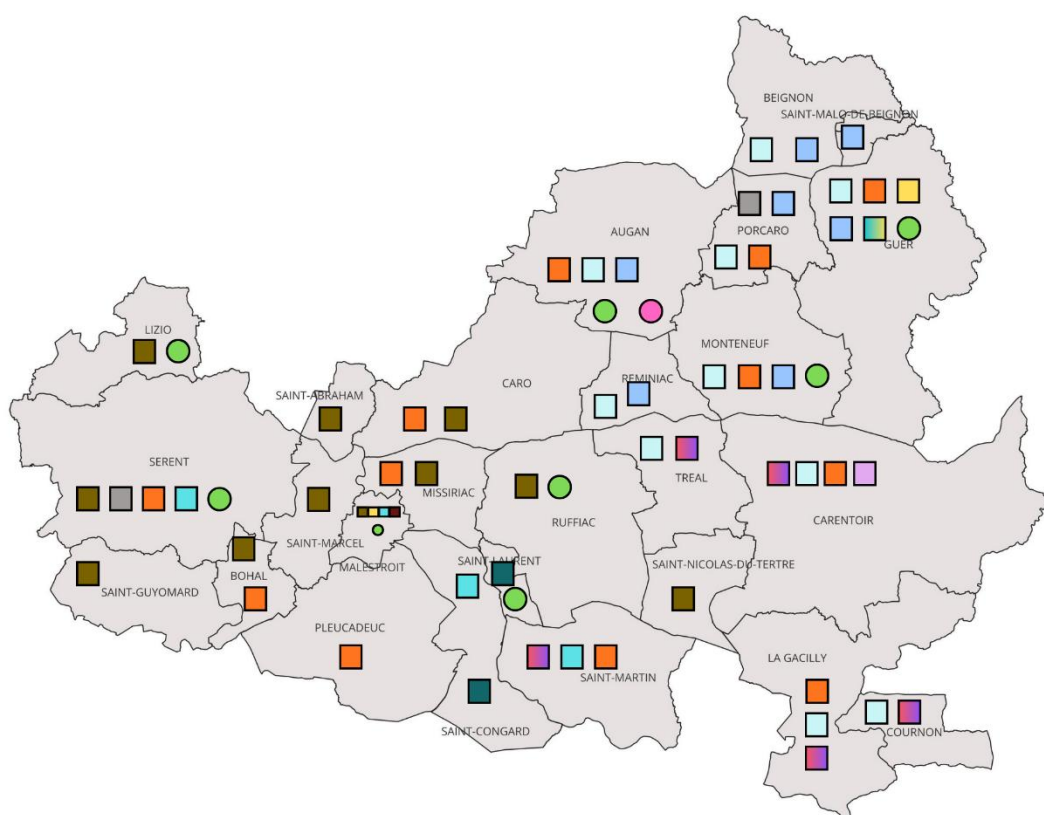 BEIGNON
SAINT-MALO-DE-BEIGNON
AUGAN
PORCARO
GUER
LIZIO
MONTENEUF
SAINT-ABRAHAM
CARO
REMINIAC
SERENT
MISSIRIAC
TREAL
CARENTOIR
RUFFIAC
SAINT-MARCEL
MALESTROIT
SAINT-LAURENT
SAINT-NICOLAS-DU-TERTRE
BOHAL
SAINT-GUYOMARD
PLEUCADEUC
LA GACILLY
SAINT-MARTIN
SAINT-CONGARD
COURNON